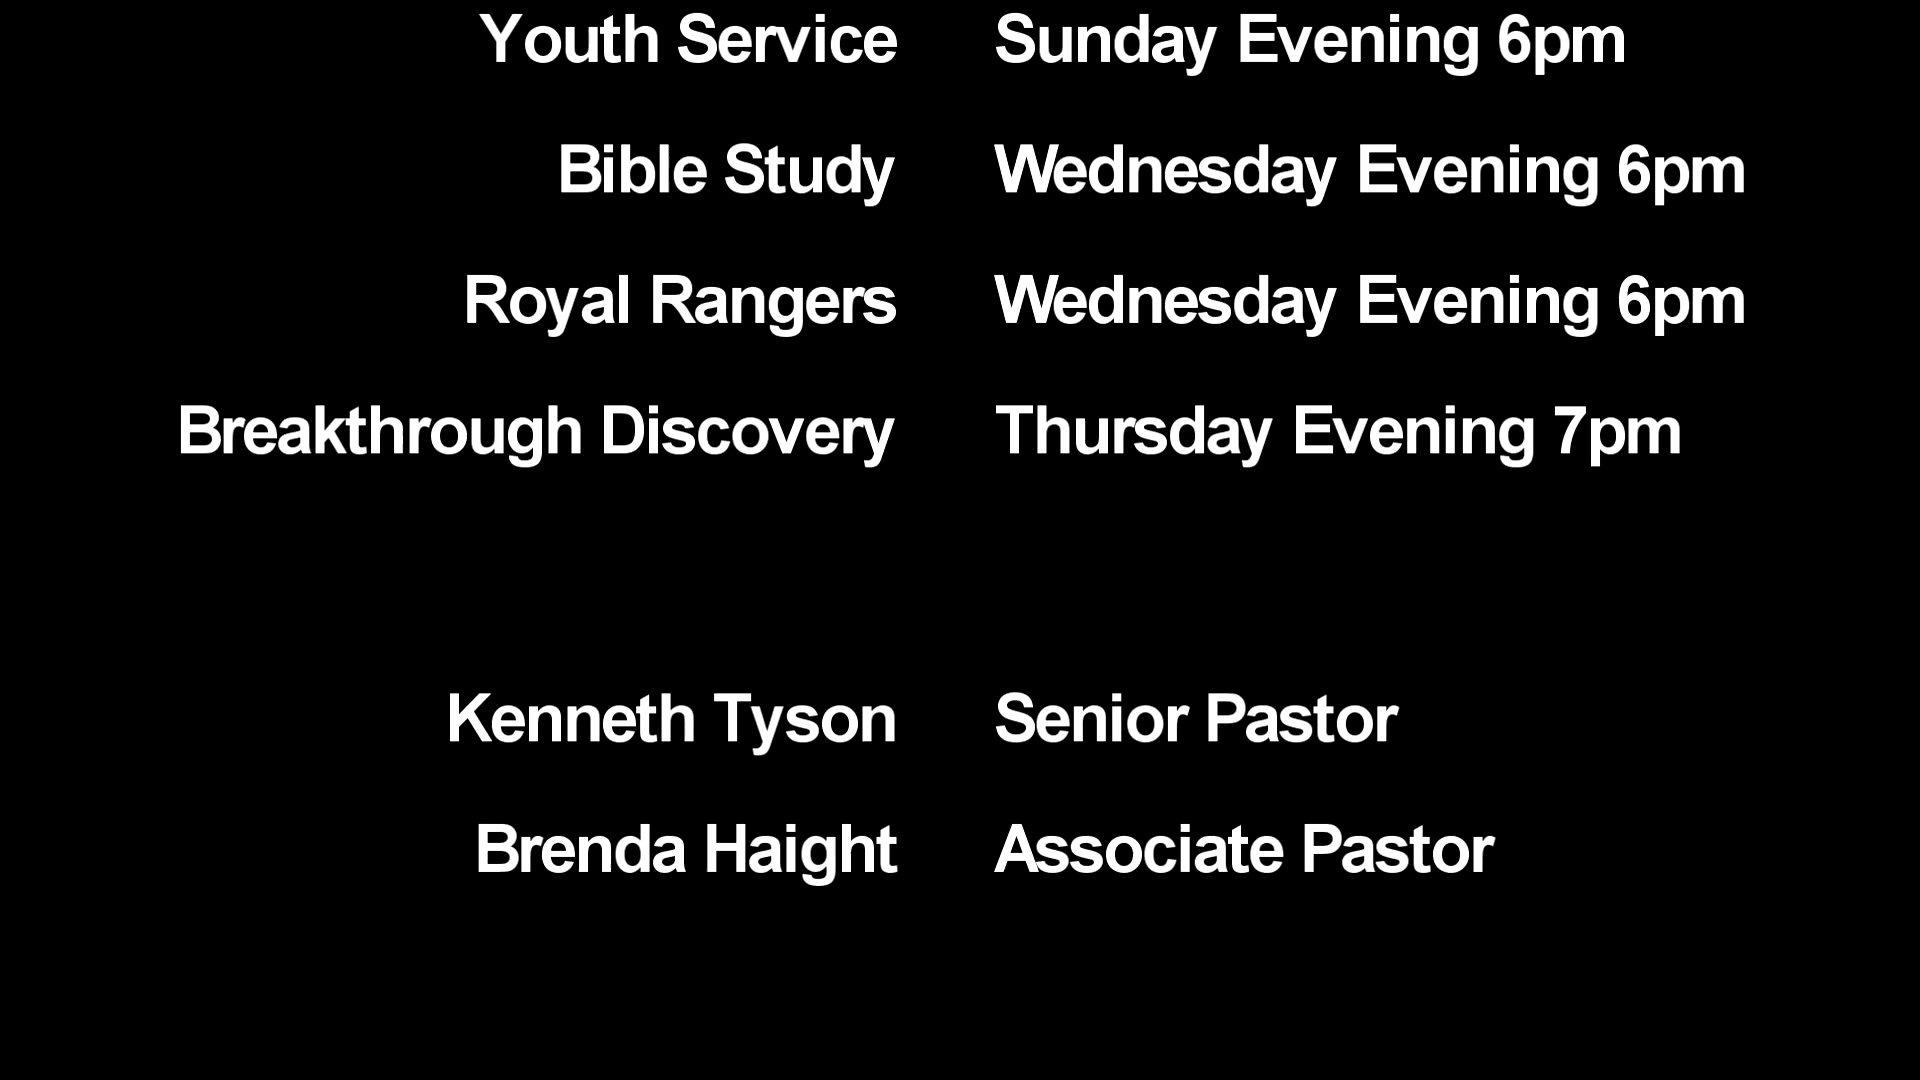 Youth Service Sunday Evening 6pm
Bible Study Wednesday Evening 6pm
Royal Rangers Wednesday Evening 6pm
Breakthrough Discovery Thursday Evening 7pm
Kenneth Tyson Senior Pastor
Brenda Haight Associate Pastor